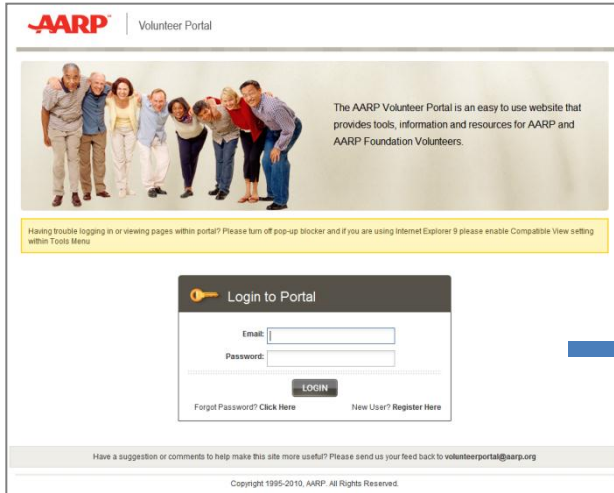 AARP Volunteer Portal
The AARP Volunteer Portal is an easy to use website that
provides tools, information and resources for AARP and
AARP Foundation Volunteers.
Having trouble logging in or viewing pages within portal? Please turn off pop-up blocker and if you are using Internet Explorer 9 please enable Compatible View setting
within Tools Menu
Login to Portal
Email:
Password:
LOGIN
Forgot Password? Click Here New User? Register Here
Have a suggestion or comments to help make this site more useful? Please send us your feed back to volunteerportal@aarp.org
Copyright 1995-2010, AARP. All Rights Reserved.